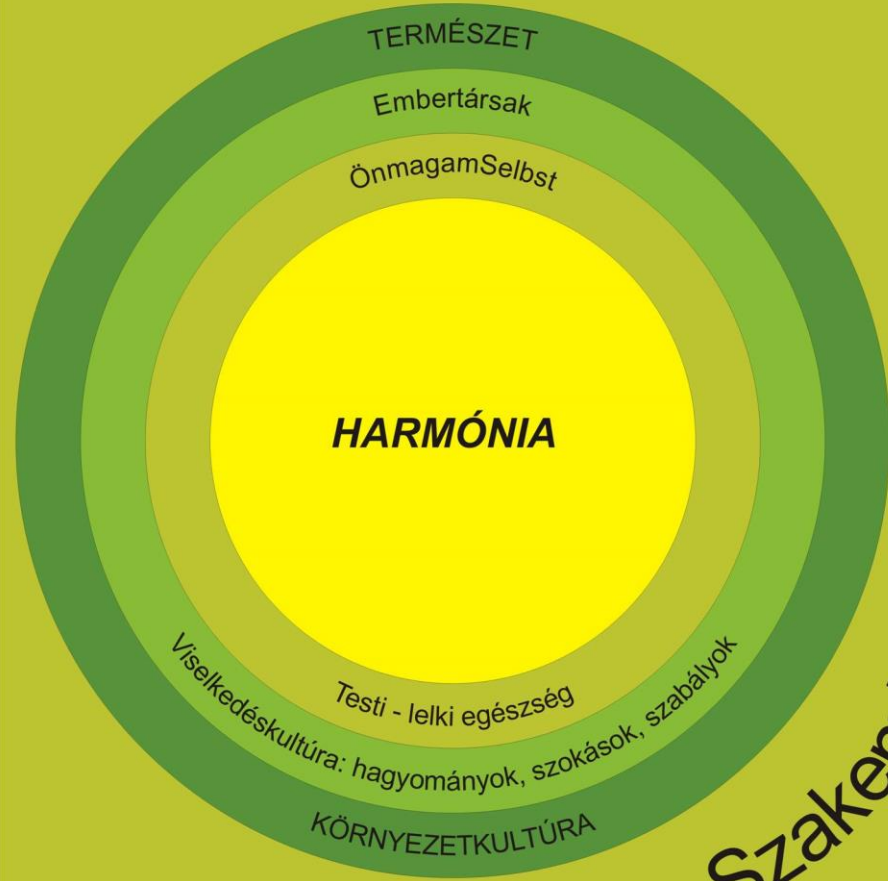 TERMÉSZET
Embertársak
ÖnmagamSelbst
HARMÓNIA
Testi - lelki egészség
Viselkedéskultúra: hagyományok, szokások, szabályok
KÖRNYEZETKULTÚRA